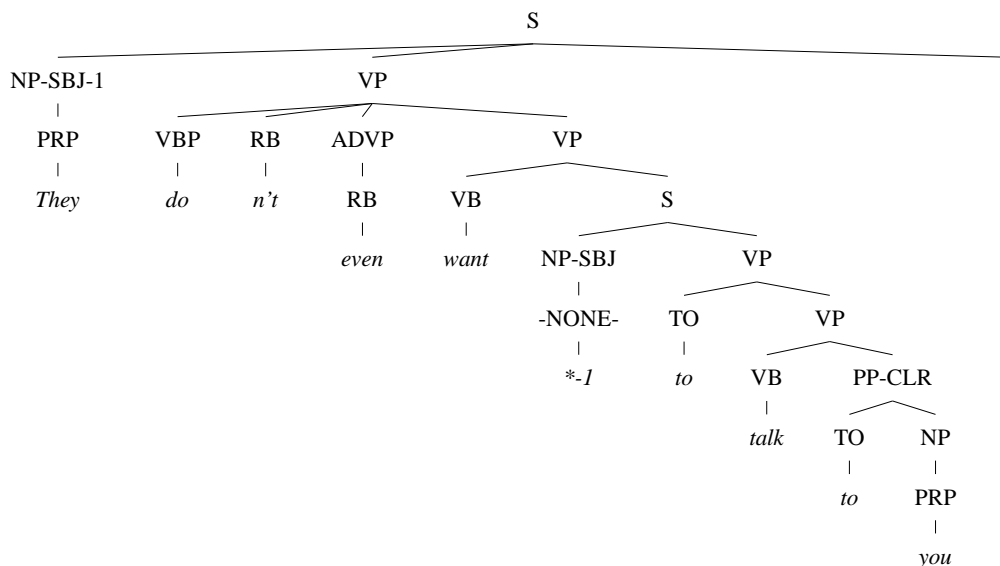 S
NP-SBJ-1 VP
PRP VBP RB ADVP VP
They do n't RB VB S
even want NP-SBJ VP
-NONE- TO VP
*-1 to VB PP-CLR
talk TO NP
to PRP
you